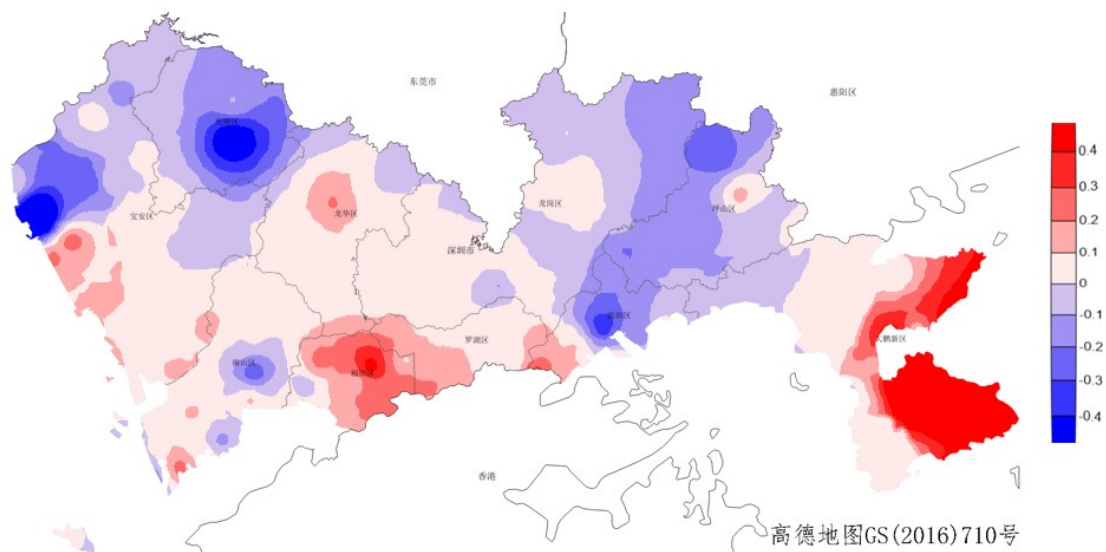 东莞市
惠阳区
光明区
宝安区
龙华区
龙岗区
坪山区
深圳市
盐田区
大鹏新区
南山区
福田区
罗湖区
香港
0.4
0.3
0.2
0.1
0
-0.1
-0.2
-0.3
-0.4
高德地图GS(2016)710号